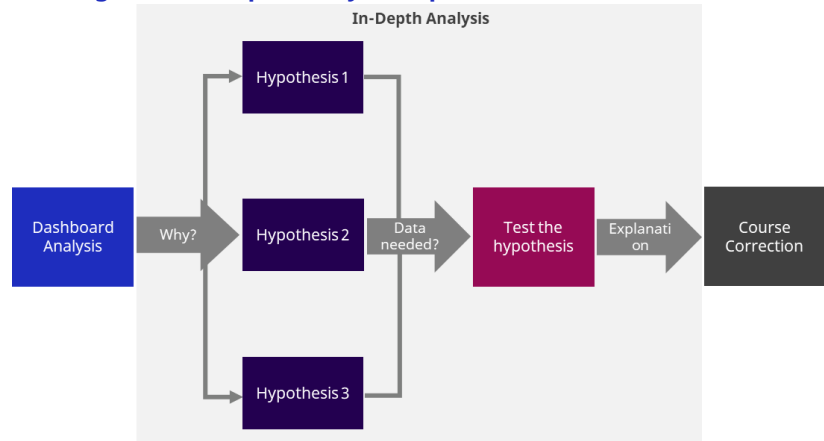 In-Depth Analysis
Hypothesis 1
Dashboard
Analysis
Why?
Hypothesis 2
Data
needed?
Test the
hypothesis
Explanati
on
Course
Correction
Hypothesis 3